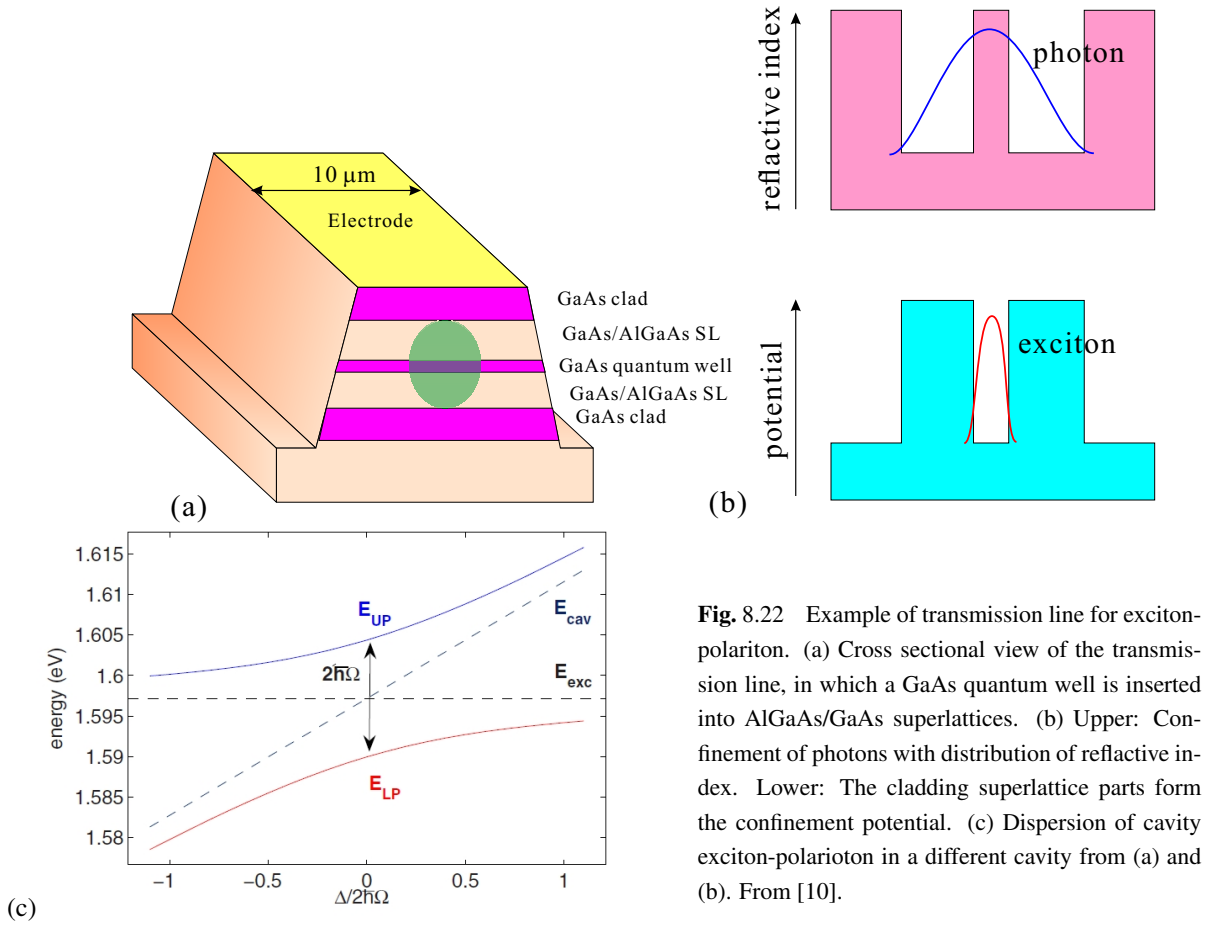 10 μm
Electrode
GaAs clad
GaAs/AlGaAs SL
GaAs quantum well
GaAs/AlGaAs SL
GaAs clad
(a)
reflactive index
photon
potential
exciton
(b)
1.615
1.61
1.605
1.6
1.595
1.59
1.585
1.58
energy (eV)
E_UP
E_cav
2ħΩ
E_exc
E_LP
−1
−0.5
0
0.5
1
Δ/2ħΩ
(c)
Fig. 8.22 Example of transmission line for exciton-
polariton. (a) Cross sectional view of the transmis-
sion line, in which a GaAs quantum well is inserted
into AlGaAs/GaAs superlattices. (b) Upper: Con-
finement of photons with distribution of reflactive in-
dex. Lower: The cladding superlattice parts form
the confinement potential. (c) Dispersion of cavity
exciton-polarioton in a different cavity from (a) and
(b). From [10].